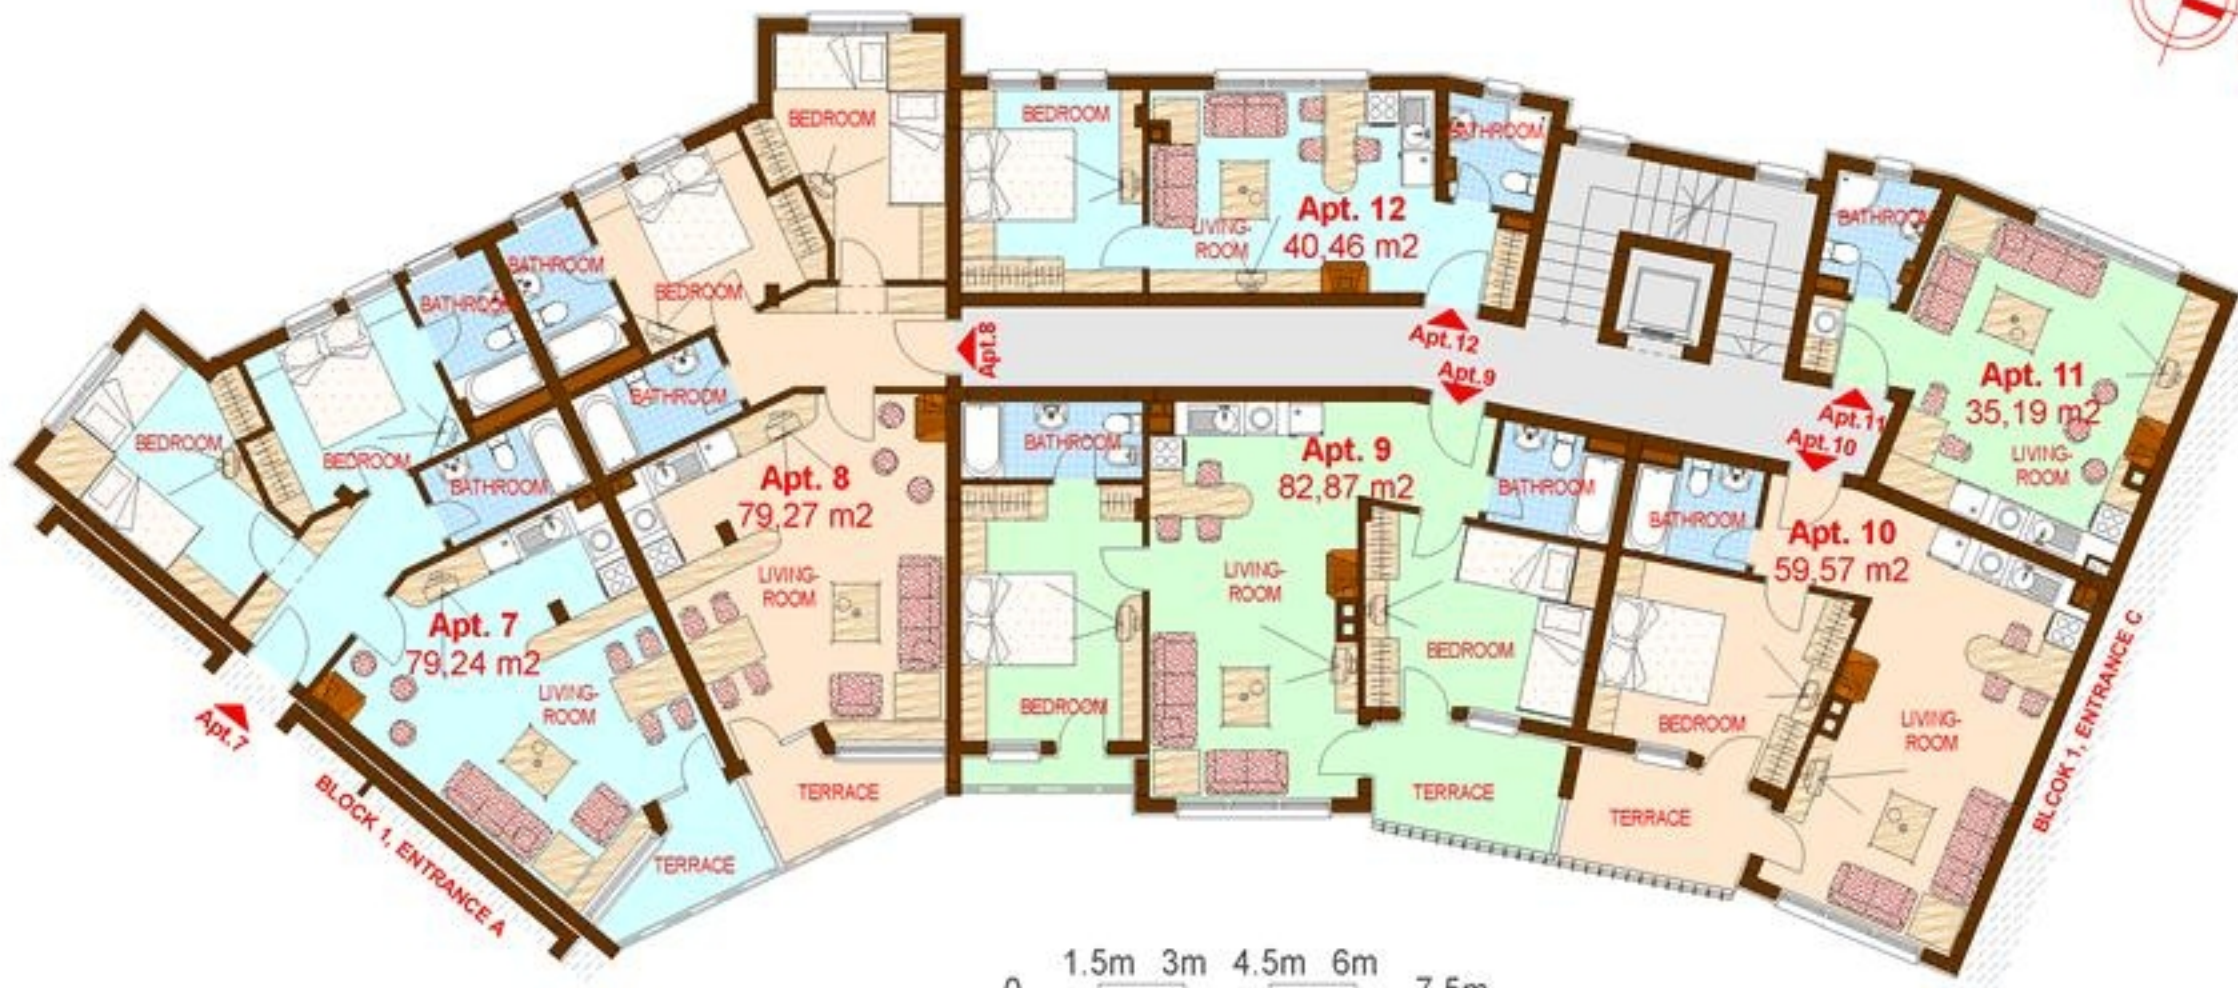 BEDROOM
BEDROOM
BATHROOM
Apt. 12
40,46 m2
LIVING-
ROOM
BATHROOM
BATHROOM
BATHROOM
BEDROOM
BEDROOM
BEDROOM
BATHROOM
BATHROOM
Apt.8
Apt.12
Apt.9
Apt. 11
35,19 m2
LIVING-
ROOM
Apt.11
Apt.10
BATHROOM
Apt. 8
79,27 m2
LIVING-
ROOM
BATHROOM
Apt. 9
82,87 m2
LIVING-
ROOM
BATHROOM
BATHROOM
Apt. 10
59,57 m2
Apt. 7
79,24 m2
LIVING-
ROOM
BEDROOM
BEDROOM
BEDROOM
LIVING-
ROOM
Apt.7
TERRACE
TERRACE
TERRACE
TERRACE
BLOCK 1, ENTRANCE A
BLCOK 1, ENTRANCE C
1.5m 3m 4.5m 6m
0 7.5m